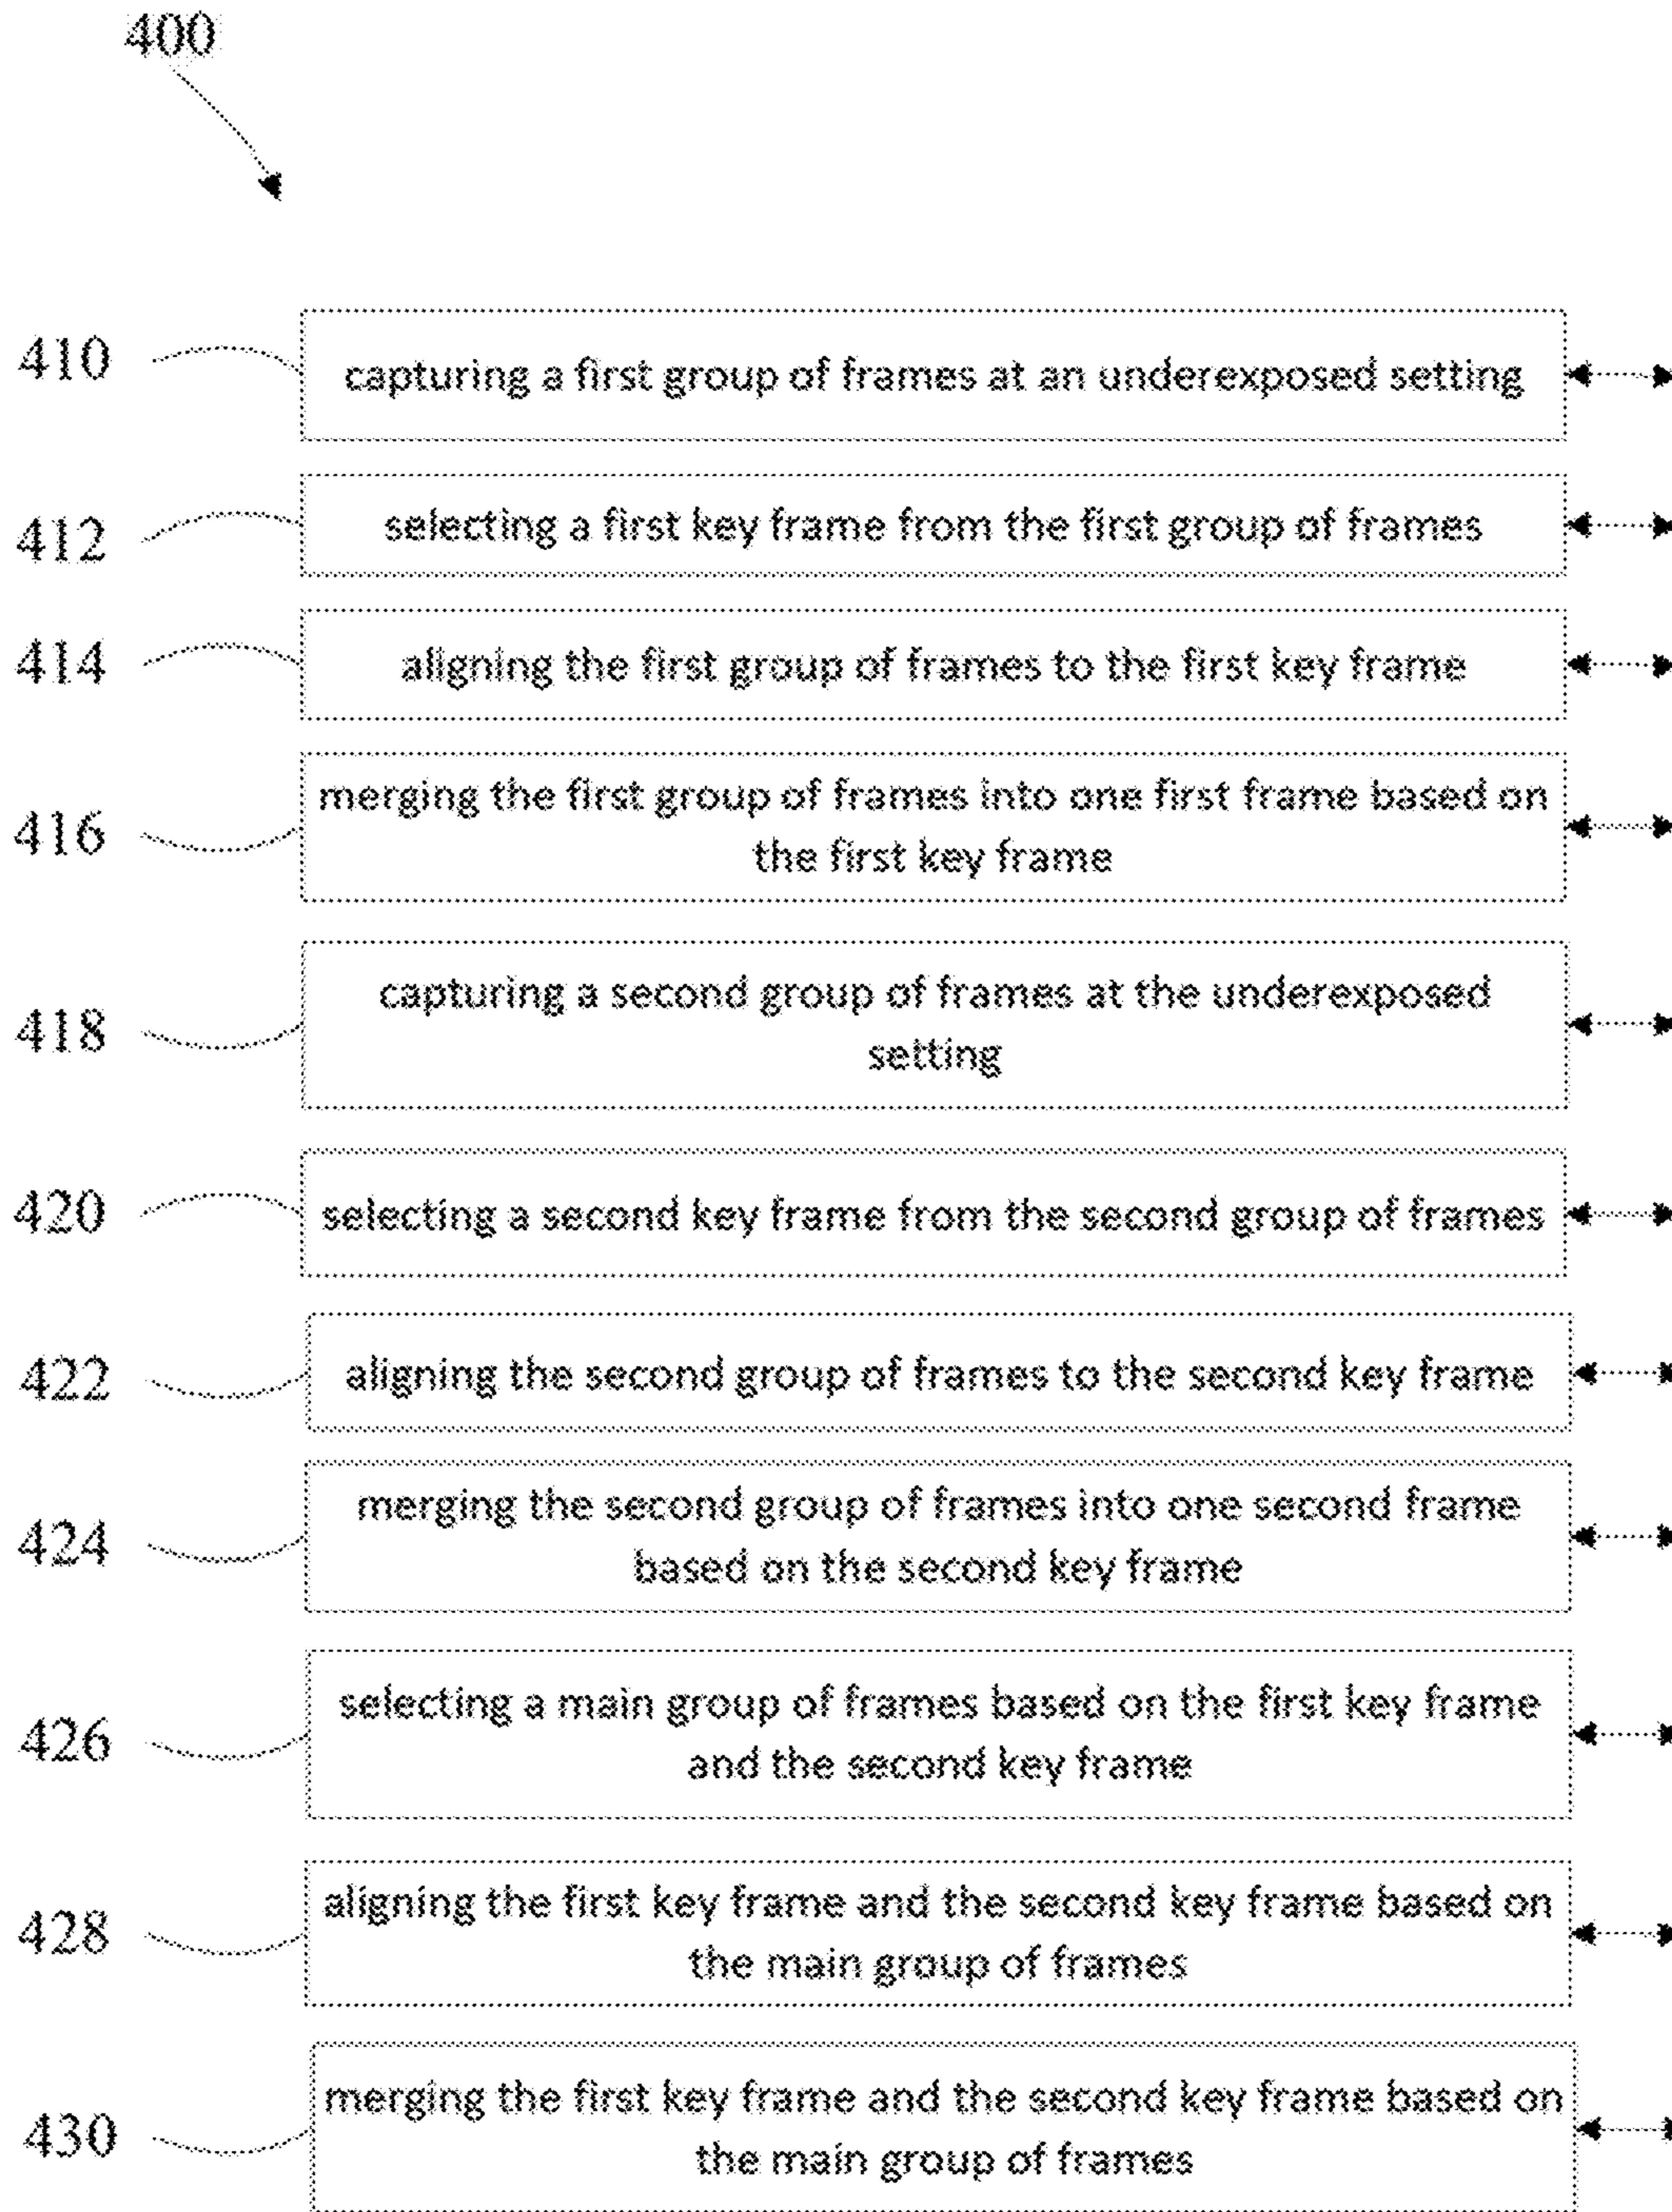 400
410
capturing a first group of frames at an underexposed setting
412
selecting a first key frame from the first group of frames
414
aligning the first group of frames to the first key frame
416
merging the first group of frames into one first frame based on
the first key frame
418
capturing a second group of frames at the underexposed
setting
420
selecting a second key frame from the second group of frames
422
aligning the second group of frames to the second key frame
424
merging the second group of frames into one second frame
based on the second key frame
426
selecting a main group of frames based on the first key frame
and the second key frame
428
aligning the first key frame and the second key frame based on
the main group of frames
430
merging the first key frame and the second key frame based on
the main group of frames